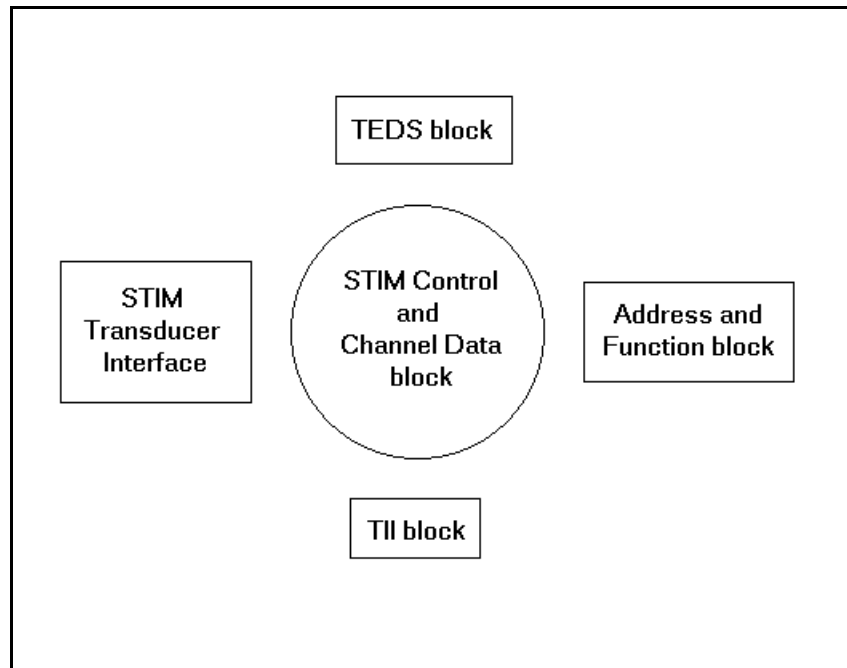 TEDS block
STIM Control
and
Channel Data
block
STIM
Transducer
Interface
Address and
Function block
TII block